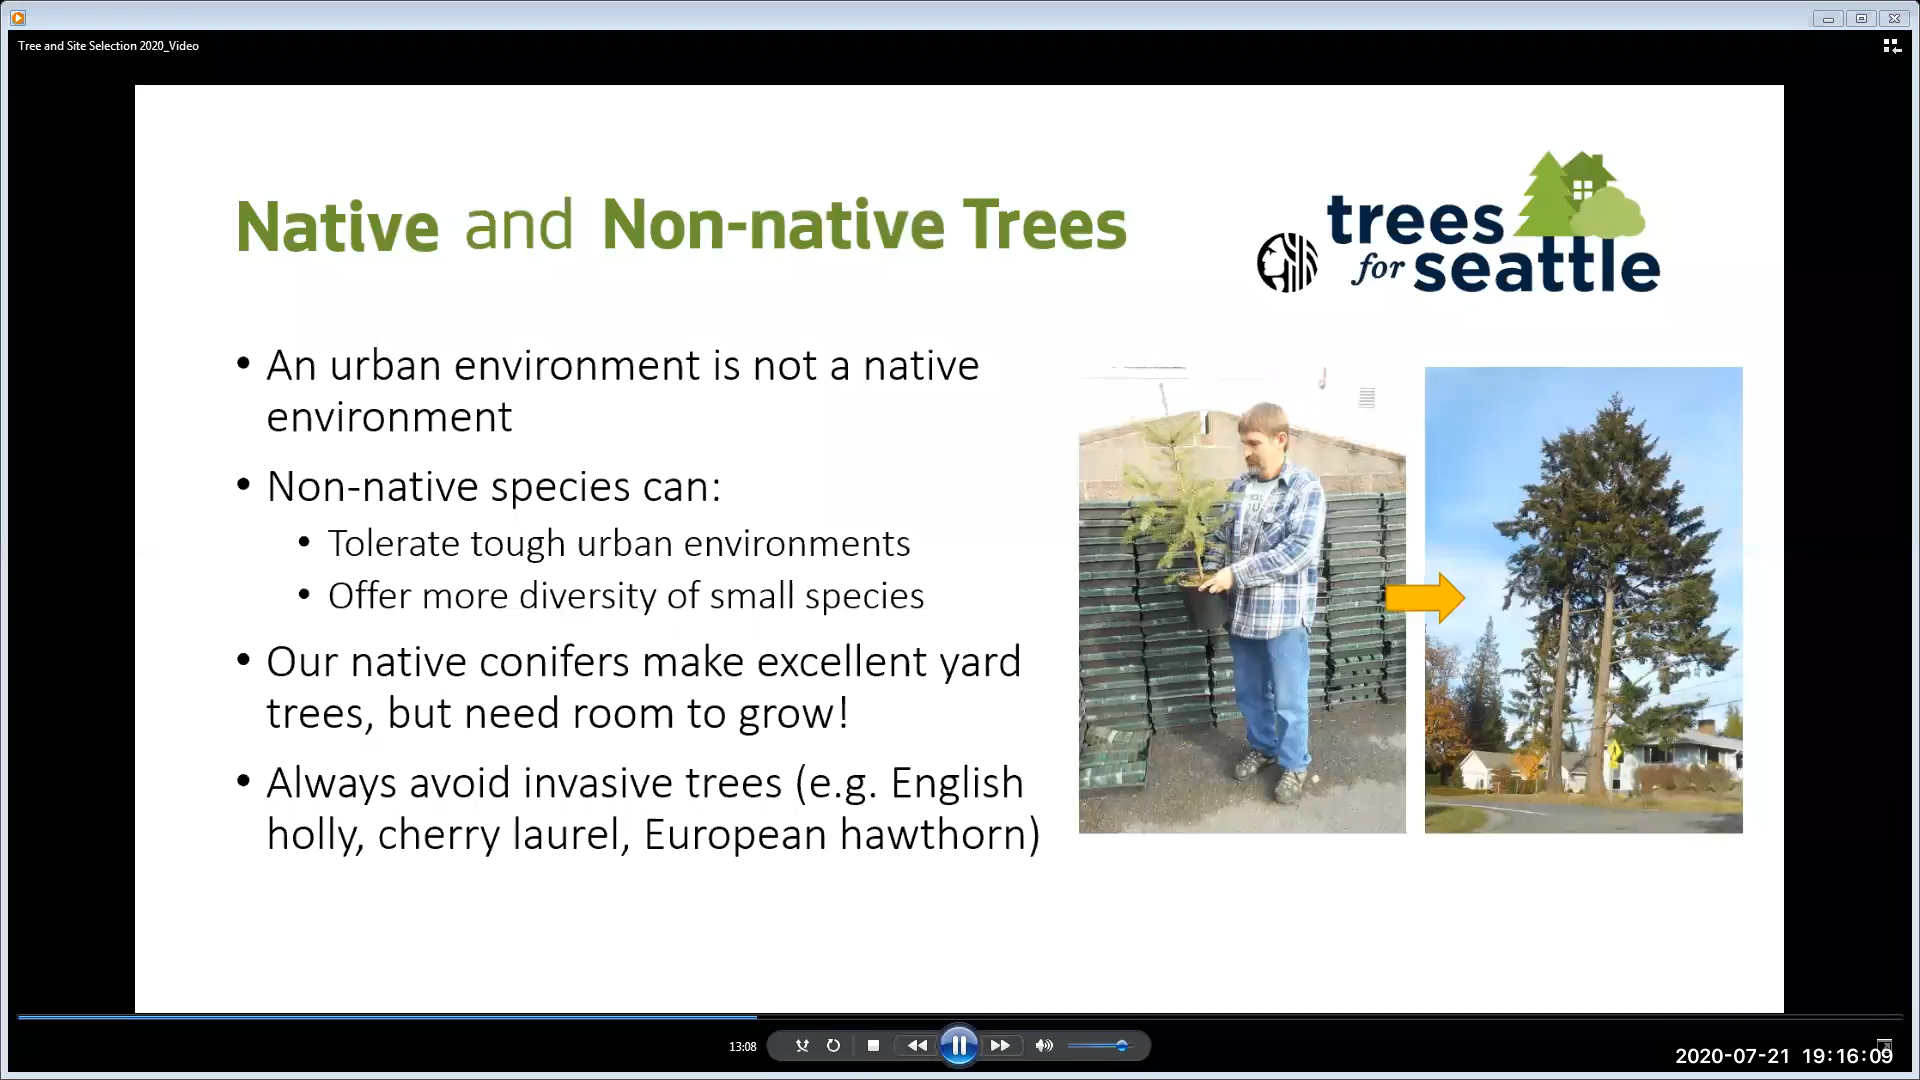 Tree and Site Selection 2020_Video
Native and Non-native Trees
trees
for seattle
• An urban environment is not a native
environment
• Non-native species can:
• Tolerate tough urban environments
• Offer more diversity of small species
• Our native conifers make excellent yard
trees, but need room to grow!
• Always avoid invasive trees (e.g. English
holly, cherry laurel, European hawthorn)
13:08
2020-07-21 19:16:09